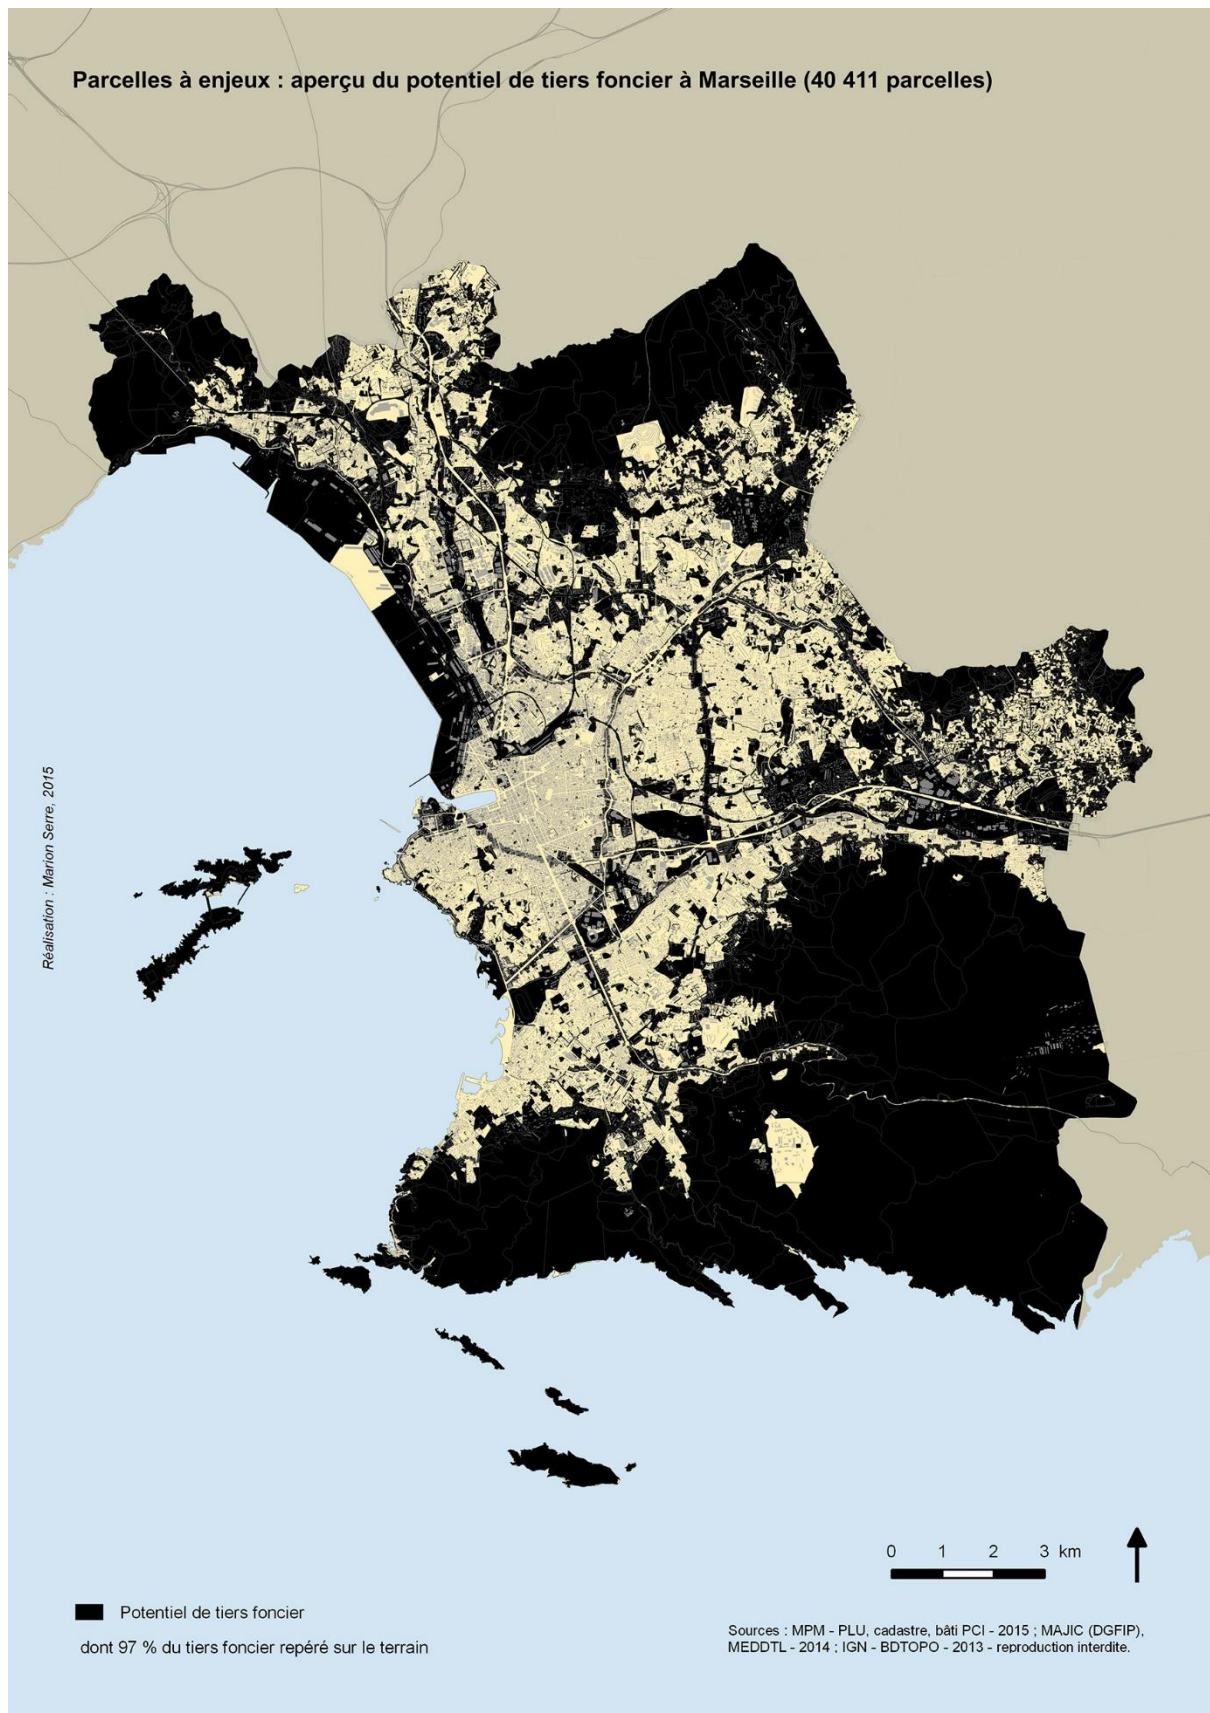 Parcelles à enjeux : aperçu du potentiel de tiers foncier à Marseille (40 411 parcelles)
Réalisation : Marion Serre, 2015
0 1 2 3 km
Potentiel de tiers foncier
dont 97 % du tiers foncier repéré sur le terrain
Sources : MPM - PLU, cadastre, bâti PCI - 2015 ; MAJIC (DGFIP),
MEDDTL - 2014 ; IGN - BDTOPO - 2013 - reproduction interdite.